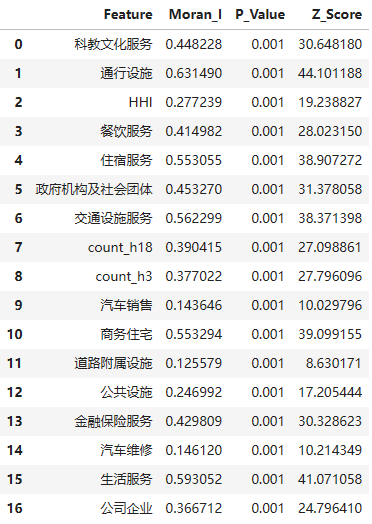 Feature Moran_I P_Value Z_Score
0 科教文化服务 0.448228 0.001 30.648180
1 通行设施 0.631490 0.001 44.101188
2 HHI 0.277239 0.001 19.238827
3 餐饮服务 0.414982 0.001 28.023150
4 住宿服务 0.553055 0.001 38.907272
5 政府机构及社会团体 0.453270 0.001 31.378058
6 交通设施服务 0.562299 0.001 38.371398
7 count_h18 0.390415 0.001 27.098861
8 count_h3 0.377022 0.001 27.796096
9 汽车销售 0.143646 0.001 10.029796
10 商务住宅 0.553294 0.001 39.099155
11 道路附属设施 0.125579 0.001 8.630171
12 公共设施 0.246992 0.001 17.205444
13 金融保险服务 0.429809 0.001 30.328623
14 汽车维修 0.146120 0.001 10.214349
15 生活服务 0.593052 0.001 41.071058
16 公司企业 0.366712 0.001 24.796410